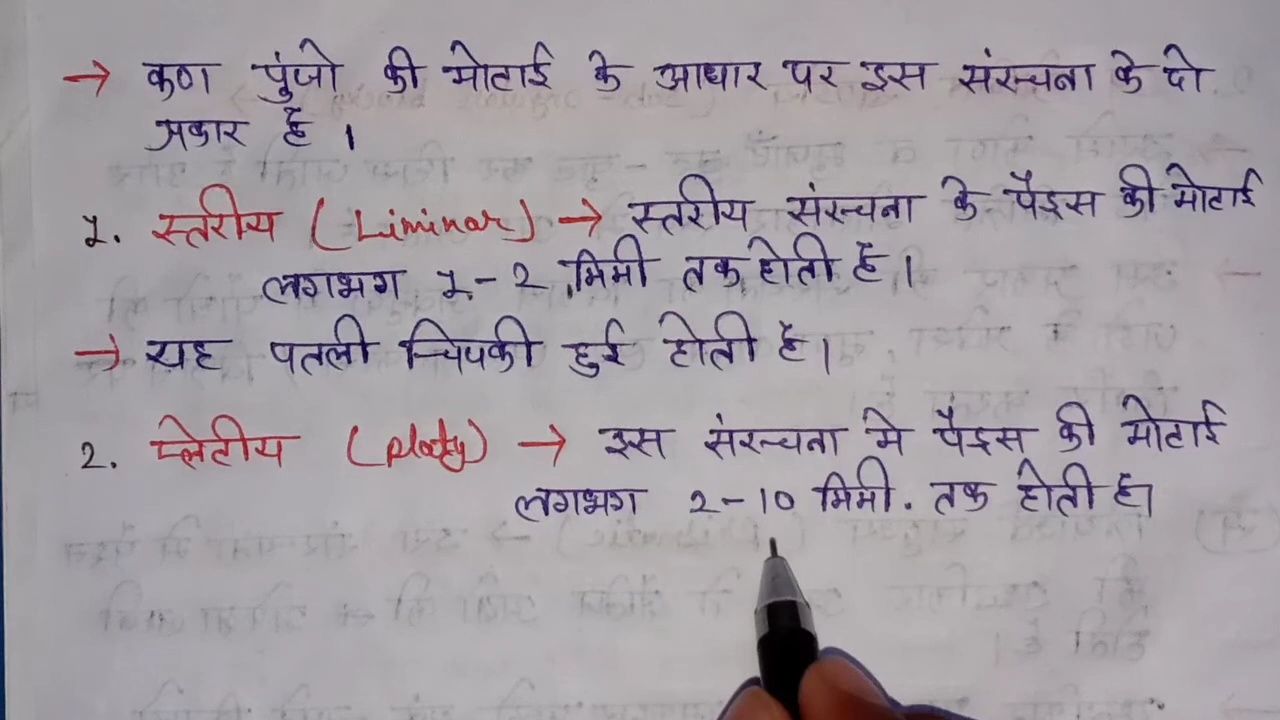 → कण पुंजो की मोटाई के आधार पर इस संरचना के दो
प्रकार है ।
1. स्तरीय (Liminar) → स्तरीय संरचना के पैड्स की मोटाई
लगभग 1-2 मिमी तक होती है।
→ यह पतली चिपकी हुई होती है।
2. प्लेटीय (platy) → इस संरचना मे पैड्स की मोटाई
लगभग 2-10 मिमी. तक होती है।